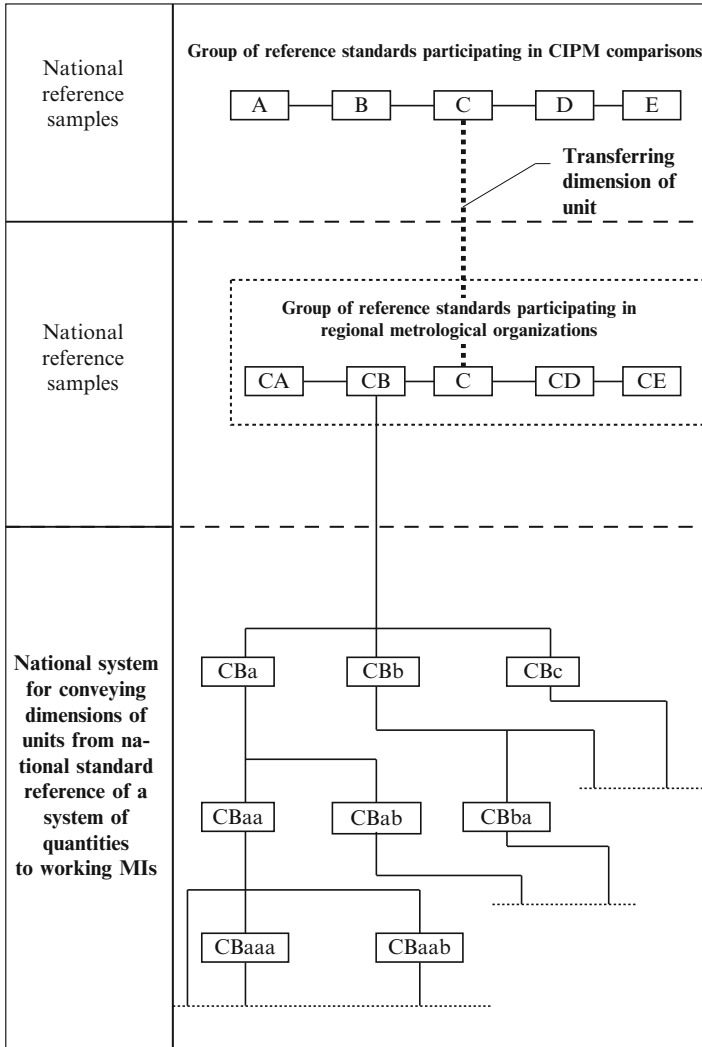 National
reference
samples
Group of reference standards participating in CIPM comparisons
A B C D E
Transferring
dimension of
unit
National
reference
samples
Group of reference standards participating in
regional metrological organizations
CA CB C CD CE
National system
for conveying
dimensions of
units from na-
tional standard
reference of a
system of
quantities
to working MIs
CBa CBb CBc
CBaa CBab CBba
CBaaa CBaab